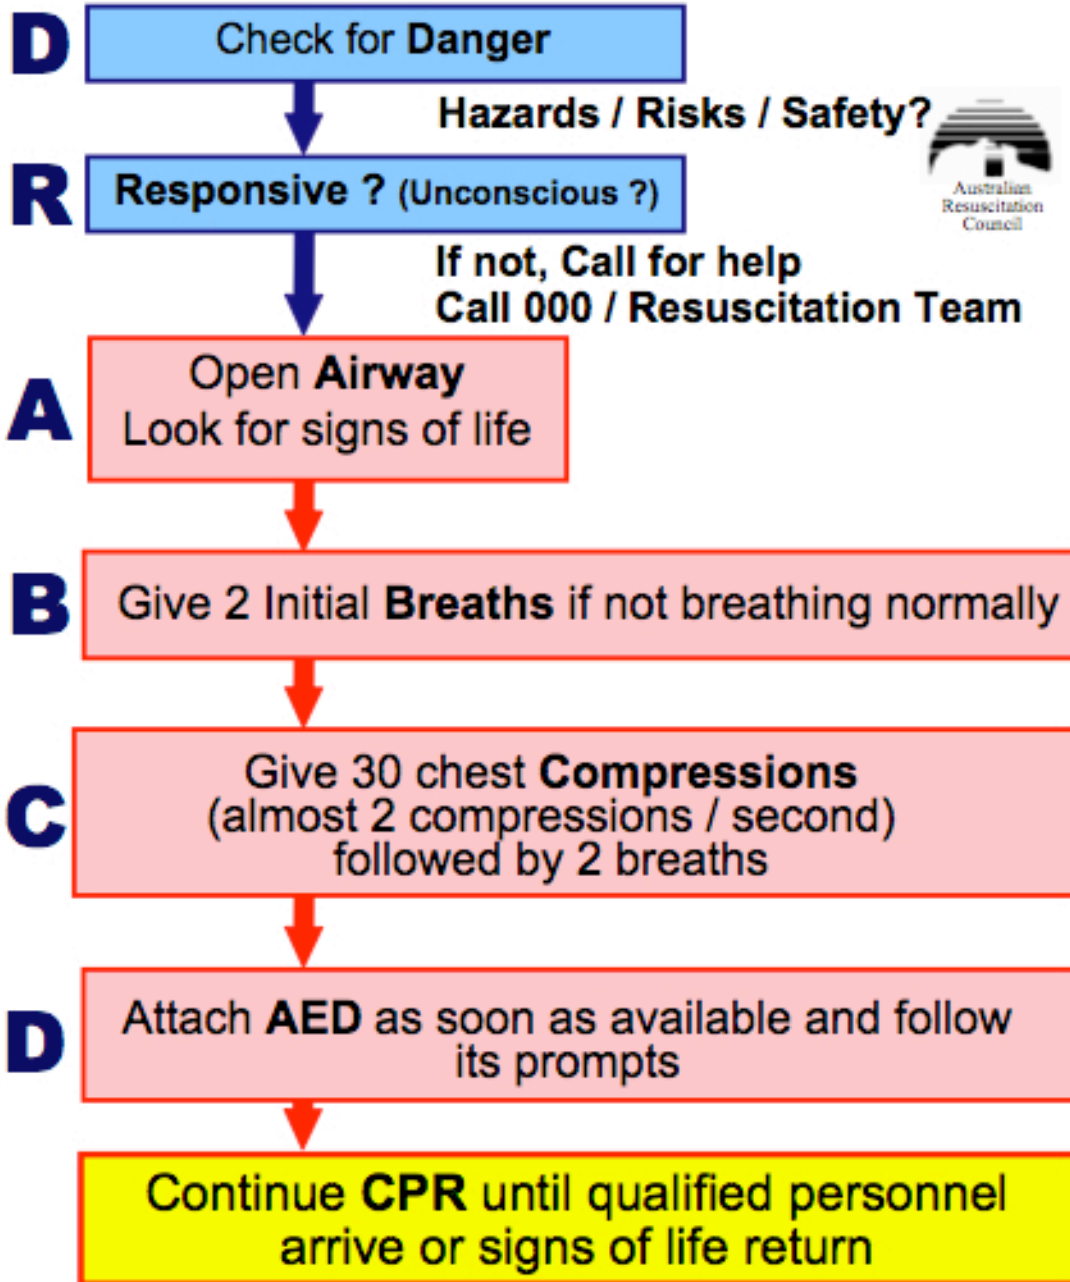 D
Check for Danger
Hazards / Risks / Safety?
Australian
Resuscitation
Council
R
Responsive ? (Unconscious ?)
If not, Call for help
Call 000 / Resuscitation Team
A
Open Airway
Look for signs of life
B
Give 2 Initial Breaths if not breathing normally
C
Give 30 chest Compressions
(almost 2 compressions / second)
followed by 2 breaths
D
Attach AED as soon as available and follow
its prompts
Continue CPR until qualified personnel
arrive or signs of life return